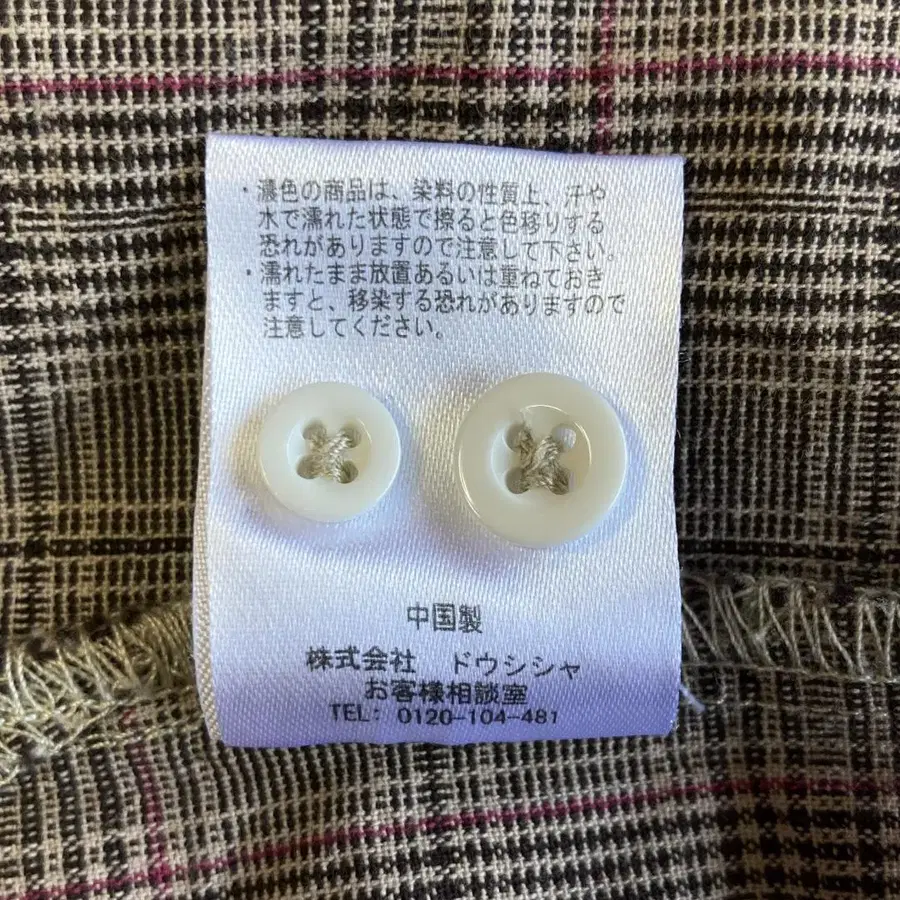 ・濃色の商品は、染料の性質上、汗や
水で濡れた状態で擦ると色移りする
恐れがありますので注意して下さい。
・濡れたまま放置あるいは重ねておき
ますと、移染する恐れがありますので
注意してください。
中国製
株式会社 ドウシシャ
お客様相談室
TEL: 0120-104-481